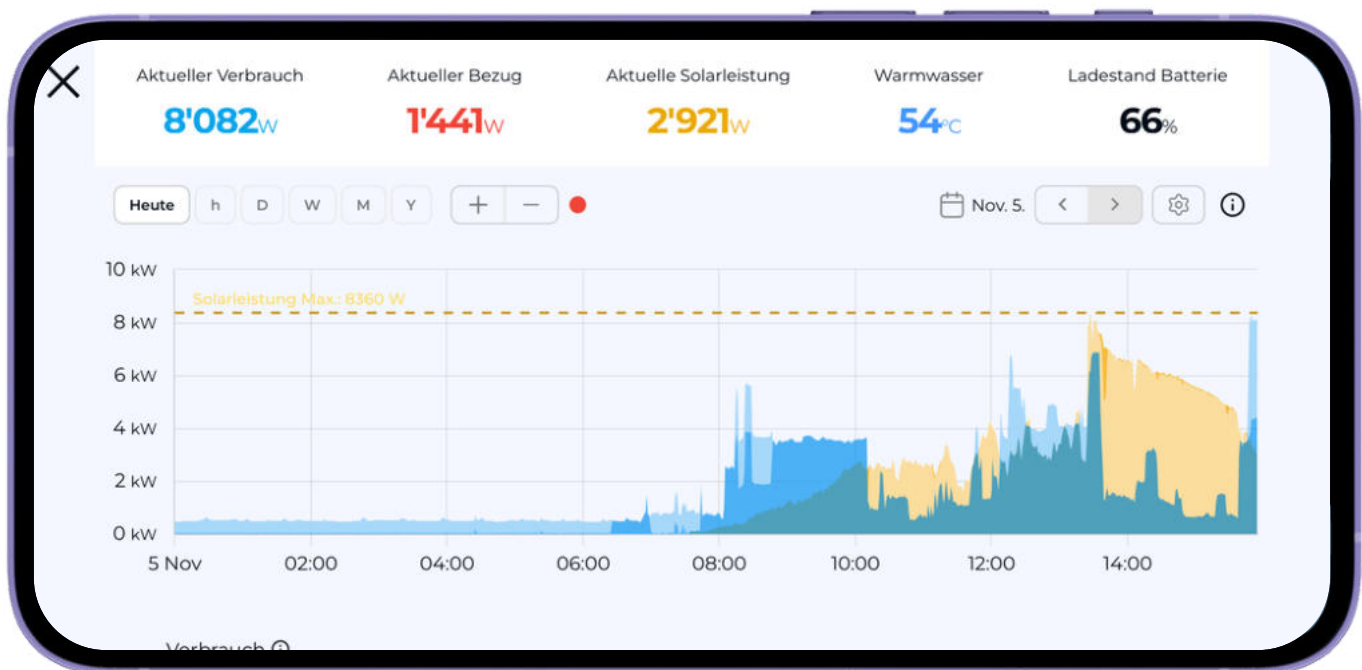 Aktueller Verbrauch Aktueller Bezug Aktuelle Solarleistung Warmwasser Ladestand Batterie
8'082W 1'441W 2'921W 54°C 66%
Heute h D W M Y + − Nov. 5. < >
10 kW
Solarleistung Max.: 8360 W
8 kW
6 kW
4 kW
2 kW
0 kW
5 Nov 02:00 04:00 06:00 08:00 10:00 12:00 14:00
Verbrauch